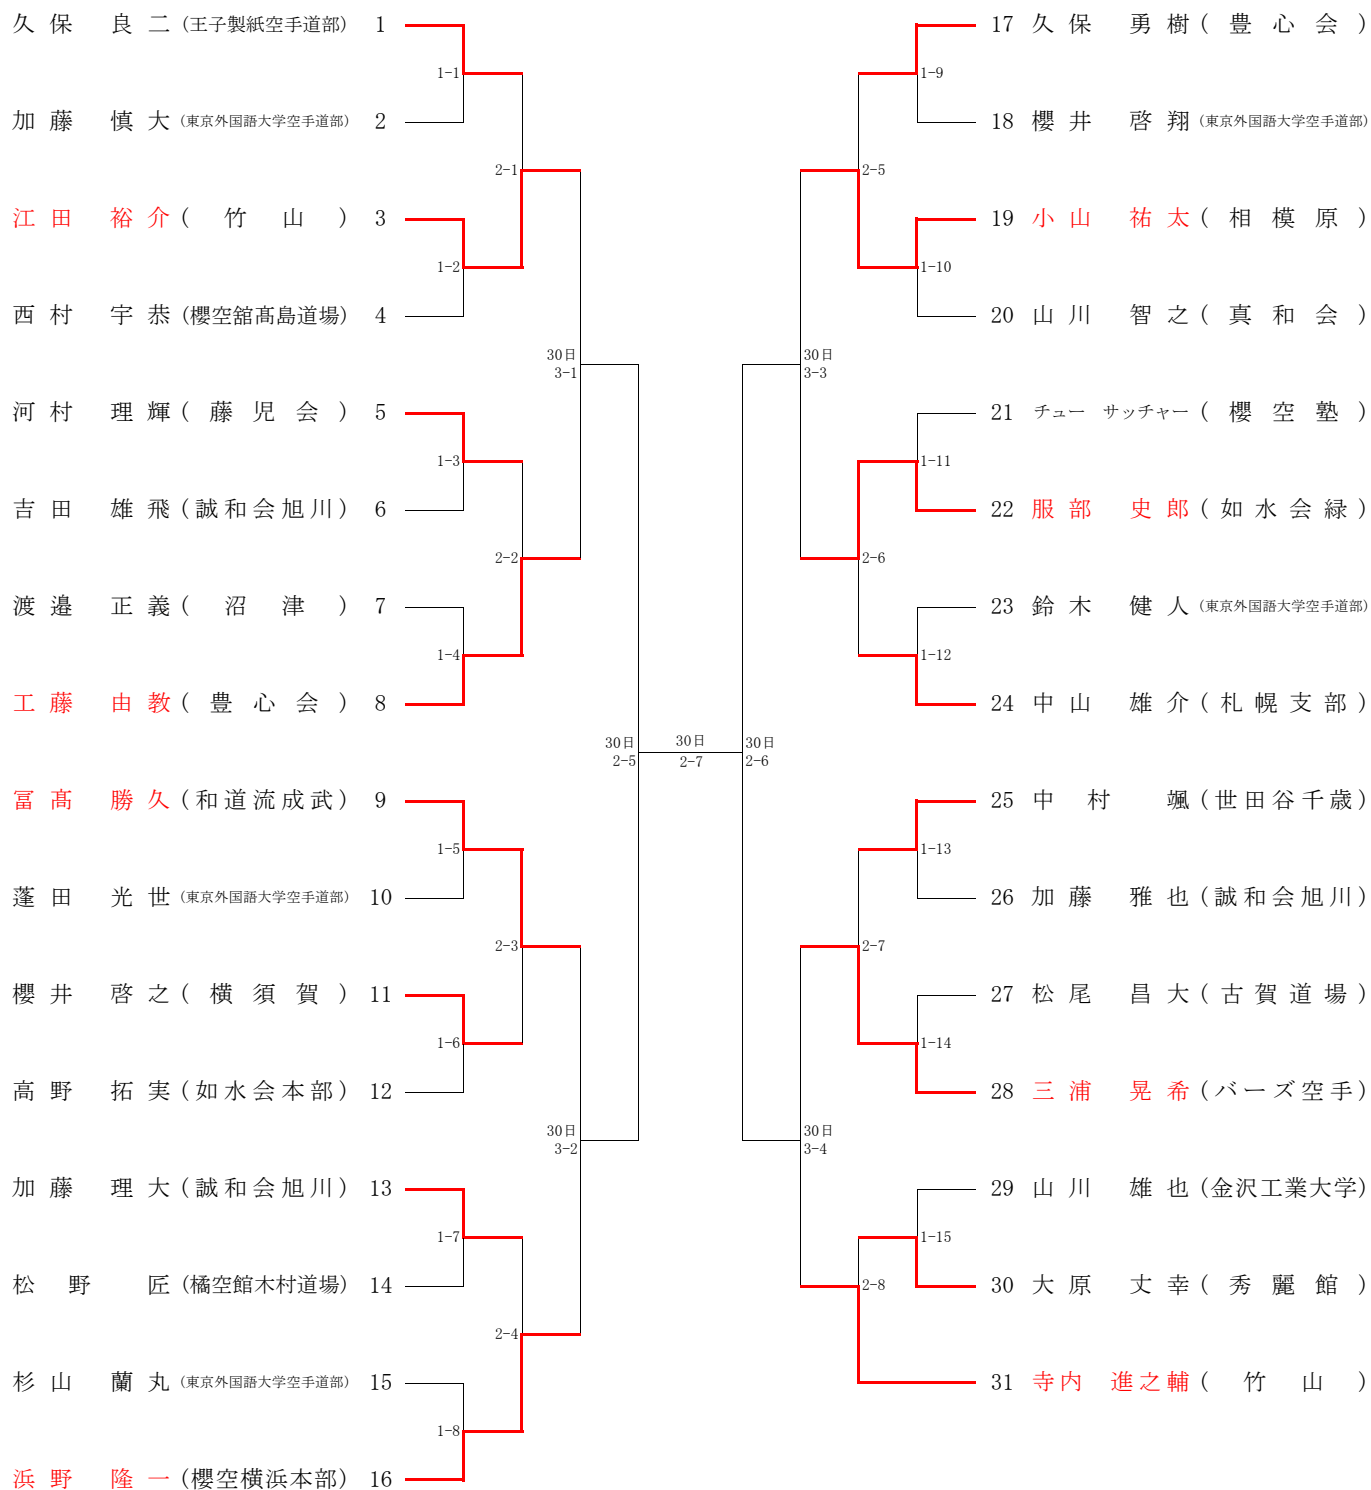 久保 良二 (王子製紙空手道部) 1
1-1
加藤 慎大 (東京外国語大学空手道部) 2
2-1
江田 裕介 (竹山) 3
1-2
西村 宇恭 (櫻空舘髙島道場) 4
30日
3-1
河村 理輝 (藤児会) 5
1-3
吉田 雄飛 (誠和会旭川) 6
2-2
渡邉 正義 (沼津) 7
1-4
工藤 由教 (豊心会) 8
30日
2-5
冨髙 勝久 (和道流成武) 9
1-5
蓬田 光世 (東京外国語大学空手道部) 10
2-3
櫻井 啓之 (横須賀) 11
1-6
高野 拓実 (如水会本部) 12
30日
3-2
加藤 理大 (誠和会旭川) 13
1-7
松野 匠 (橘空館木村道場) 14
2-4
杉山 蘭丸 (東京外国語大学空手道部) 15
1-8
浜野 隆一 (櫻空横浜本部) 16
30日
2-7
17 久保 勇樹 (豊心会)
1-9
18 櫻井 啓翔 (東京外国語大学空手道部)
2-5
19 小山 祐太 (相模原)
1-10
20 山川 智之 (真和会)
30日
3-3
21 チュー サッチャー (櫻空塾)
1-11
22 服部 史郎 (如水会緑)
2-6
23 鈴木 健人 (東京外国語大学空手道部)
1-12
24 中山 雄介 (札幌支部)
30日
2-6
25 中村 颯 (世田谷千歳)
1-13
26 加藤 雅也 (誠和会旭川)
2-7
27 松尾 昌大 (古賀道場)
1-14
28 三浦 晃希 (バーズ空手)
30日
3-4
29 山川 雄也 (金沢工業大学)
1-15
30 大原 丈幸 (秀麗館)
2-8
31 寺内 進之輔 (竹山)